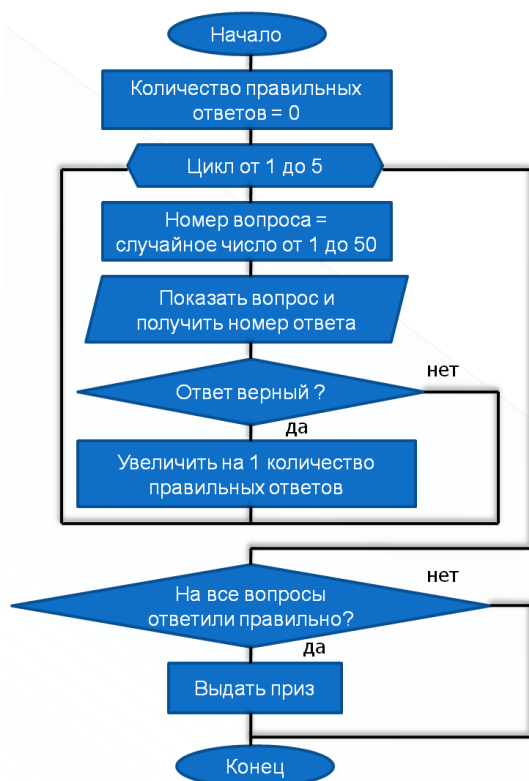 Начало
Количество правильных
ответов = 0
Цикл от 1 до 5
Номер вопроса =
случайное число от 1 до 50
Показать вопрос и
получить номер ответа
нет
Ответ верный ?
да
Увеличить на 1 количество
правильных ответов
нет
На все вопросы
ответили правильно?
да
Выдать приз
Конец